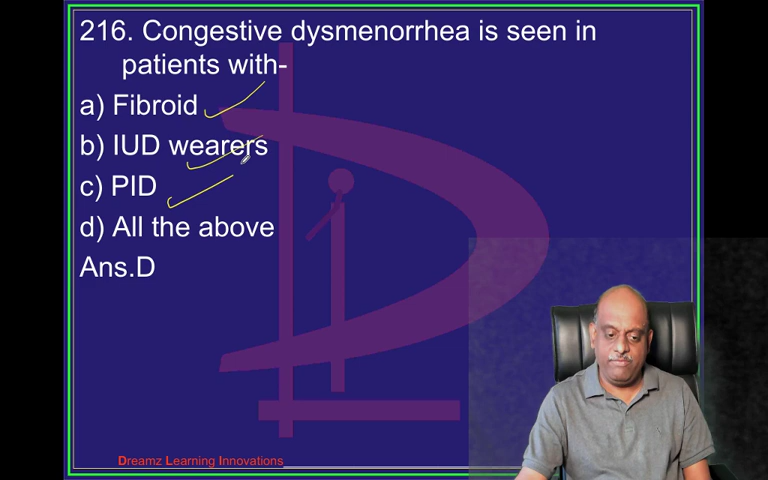 216. Congestive dysmenorrhea is seen in
patients with-
a) Fibroid
b) IUD wearers
c) PID
d) All the above
Ans.D
Dreamz Learning Innovations